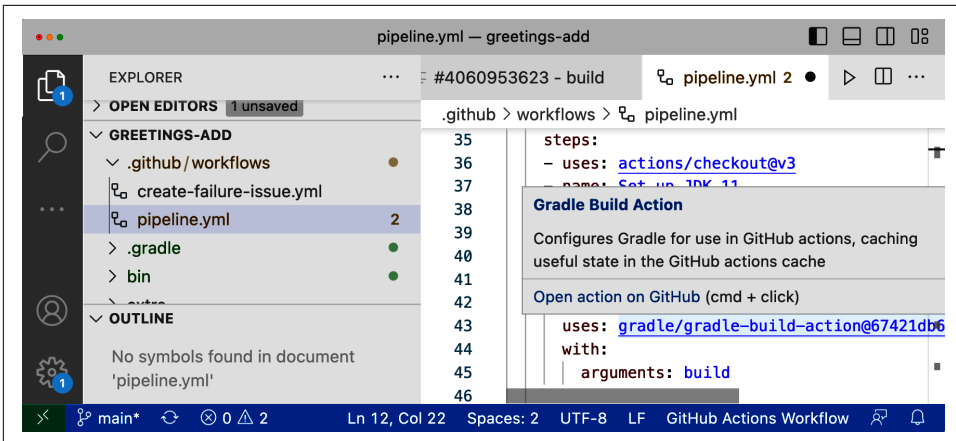 pipeline.yml — greetings-add
EXPLORER
#4060953623 - build
pipeline.yml 2
OPEN EDITORS 1 unsaved
.github > workflows > pipeline.yml
GREETINGS-ADD
.github/workflows
create-failure-issue.yml
pipeline.yml 2
.gradle
bin
OUTLINE
No symbols found in document
'pipeline.yml'
1
1
35 steps:
36 - uses: actions/checkout@v3
37 - name: Set up JDK 11
38
39
40
41
42
Gradle Build Action
Configures Gradle for use in GitHub actions, caching
useful state in the GitHub actions cache
Open action on GitHub (cmd + click)
43 uses: gradle/gradle-build-action@67421db6
44 with:
45 arguments: build
46
main* 0 2 Ln 12, Col 22 Spaces: 2 UTF-8 LF GitHub Actions Workflow